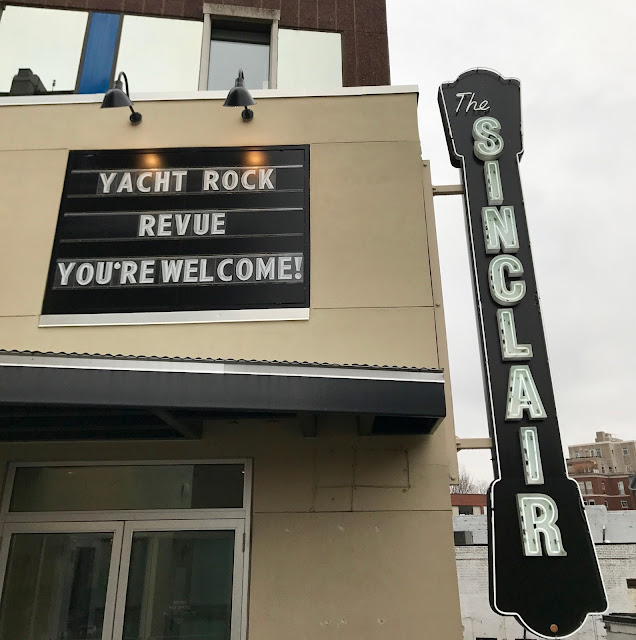 YACHT ROCK
REVUE
YOU'RE WELCOME!
The
SINCLAIR